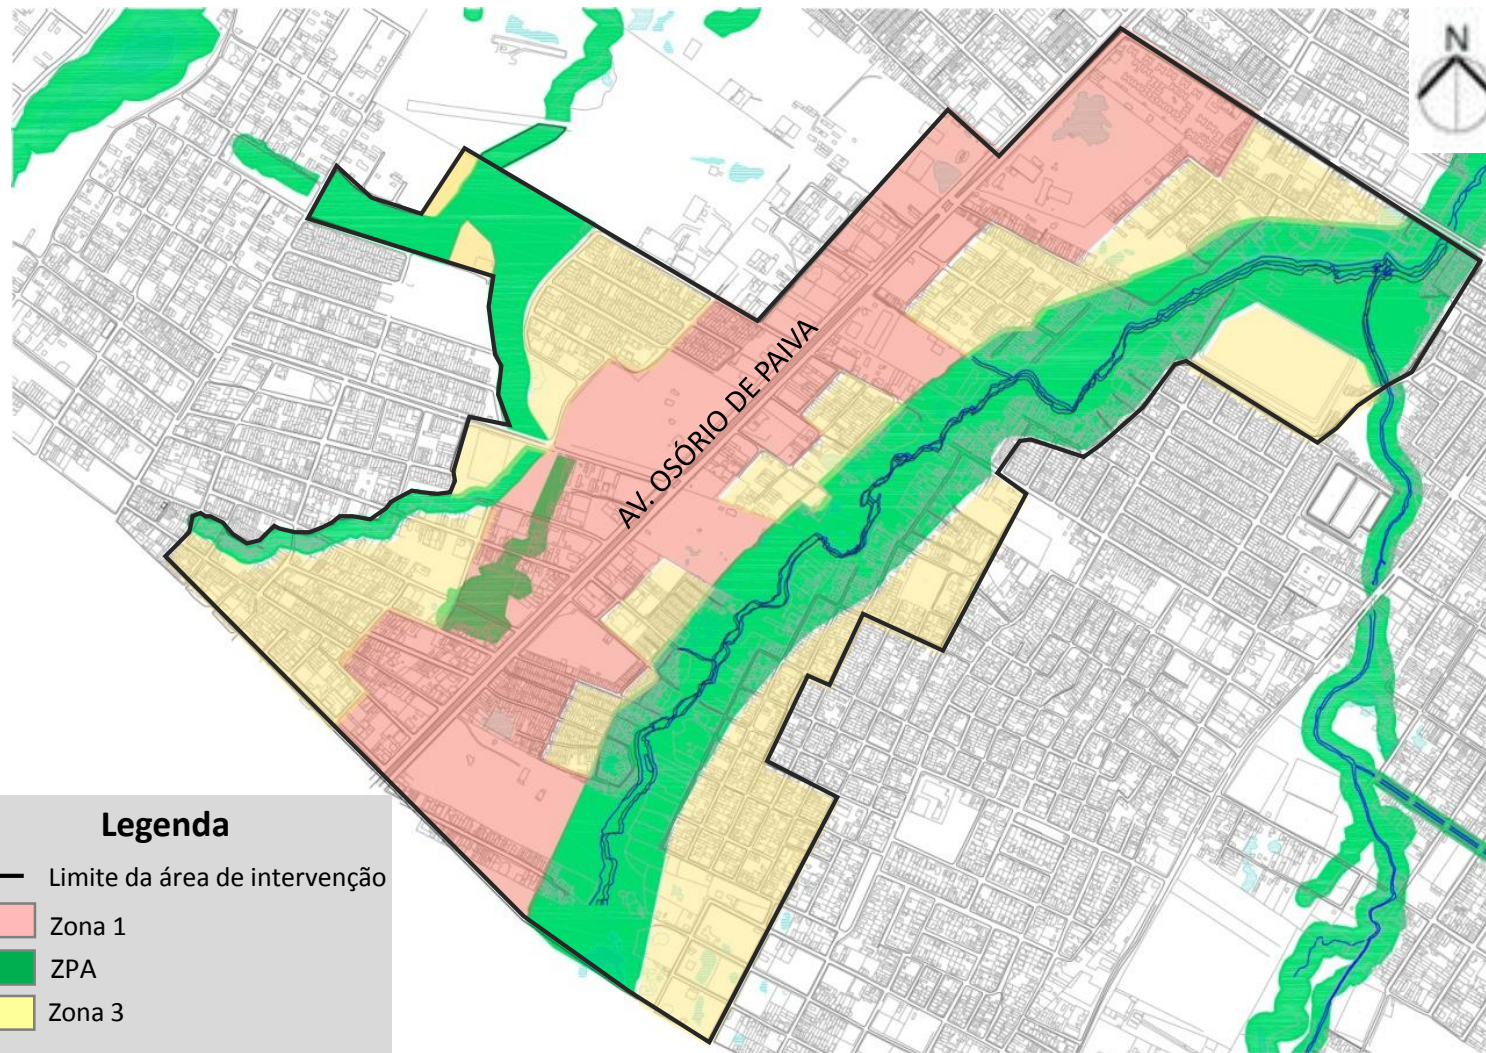 N
AV. OSÓRIO DE PAIVA
Legenda
Limite da área de intervenção
Zona 1
ZPA
Zona 3